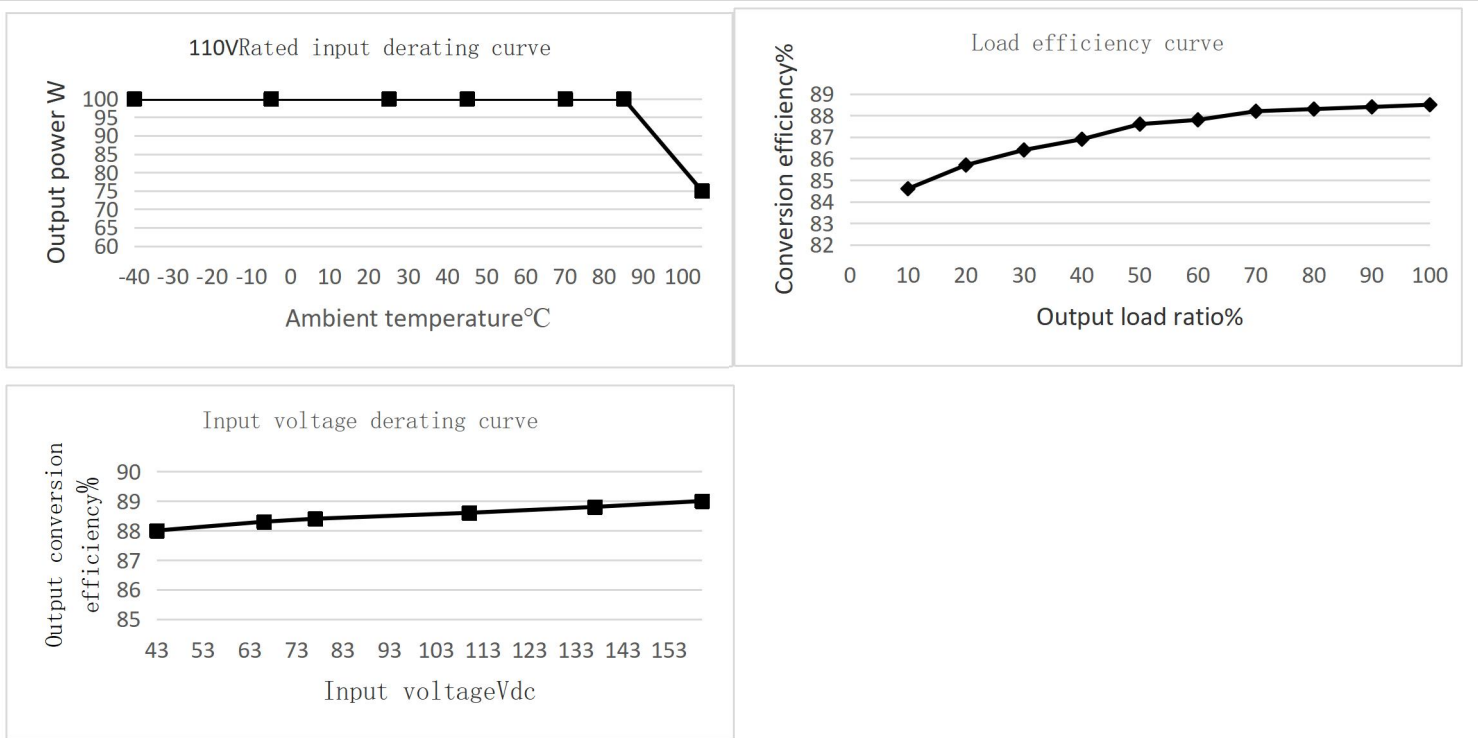 110VRated input derating curve
Output power W
100
95
90
85
80
75
70
65
60
-40 -30 -20 -10 0 10 20 30 40 50 60 70 80 90 100
Ambient temperature℃
Load efficiency curve
Conversion efficiency%
89
88
87
86
85
84
83
82
0 10 20 30 40 50 60 70 80 90 100
Output load ratio%
Input voltage derating curve
Output conversion
efficiency%
90
89
88
87
86
85
43 53 63 73 83 93 103 113 123 133 143 153
Input voltageVdc